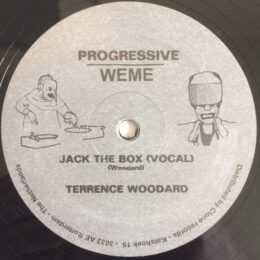 PROGRESSIVE
WEME
JACK THE BOX (VOCAL)
(Woodard)
TERRENCE WOODARD
Distributed by Clone records - Katshoek 15 - 3032 AE Rotterdam - The Netherlands